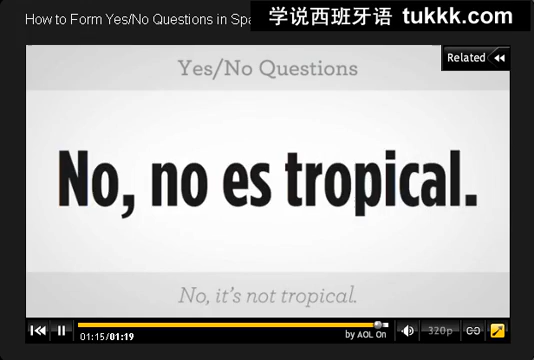 How to Form Yes/No Questions in Spa
学说西班牙语 tukkk.com
Related
Yes/No Questions
No, no es tropical.
No, it's not tropical.
01:15/01:19
by AOL On
320p